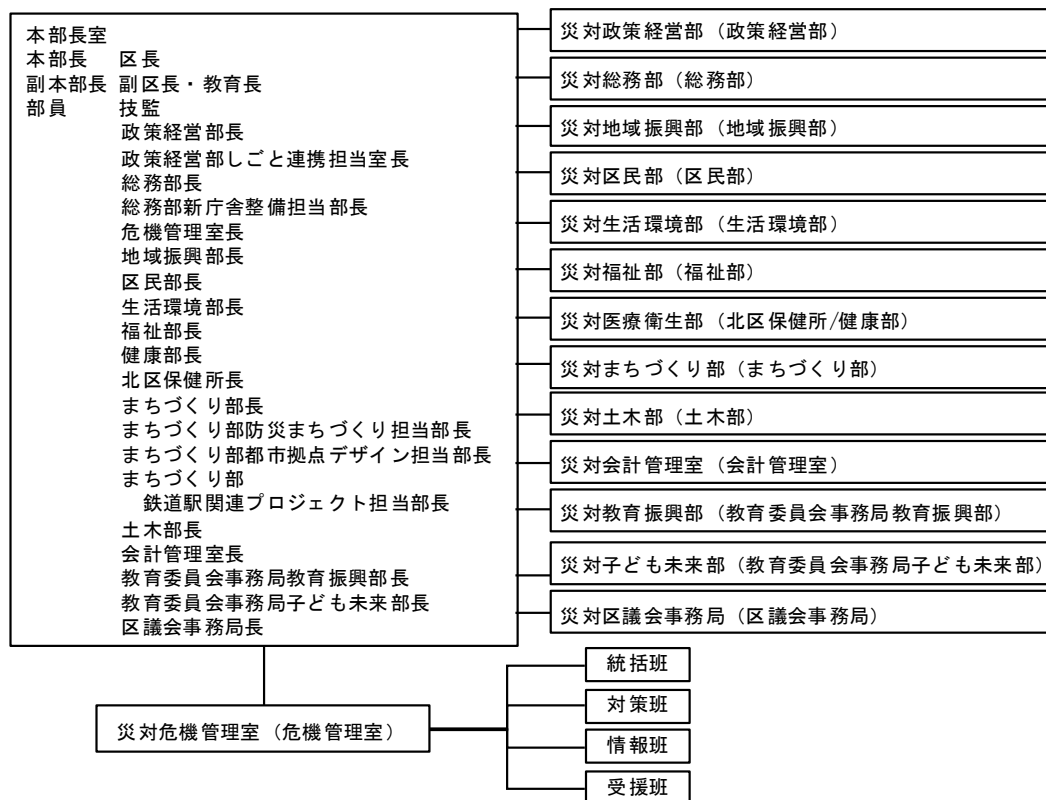 本部長室
本部長 区長
副本部長 副区長・教育長
部員 技監
政策経営部長
政策経営部しごと連携担当室長
総務部長
総務部新庁舎整備担当部長
危機管理室長
地域振興部長
区民部長
生活環境部長
福祉部長
健康部長
北区保健所長
まちづくり部長
まちづくり部防災まちづくり担当部長
まちづくり部都市拠点デザイン担当部長
まちづくり部
鉄道駅関連プロジェクト担当部長
土木部長
会計管理室長
教育委員会事務局教育振興部長
教育委員会事務局子ども未来部長
区議会事務局長
災対政策経営部（政策経営部）
災対総務部（総務部）
災対地域振興部（地域振興部）
災対区民部（区民部）
災対生活環境部（生活環境部）
災対福祉部（福祉部）
災対医療衛生部（北区保健所/健康部）
災対まちづくり部（まちづくり部）
災対土木部（土木部）
災対会計管理室（会計管理室）
災対教育振興部（教育委員会事務局教育振興部）
災対子ども未来部（教育委員会事務局子ども未来部）
災対区議会事務局（区議会事務局）
災対危機管理室（危機管理室）
統括班
対策班
情報班
受援班